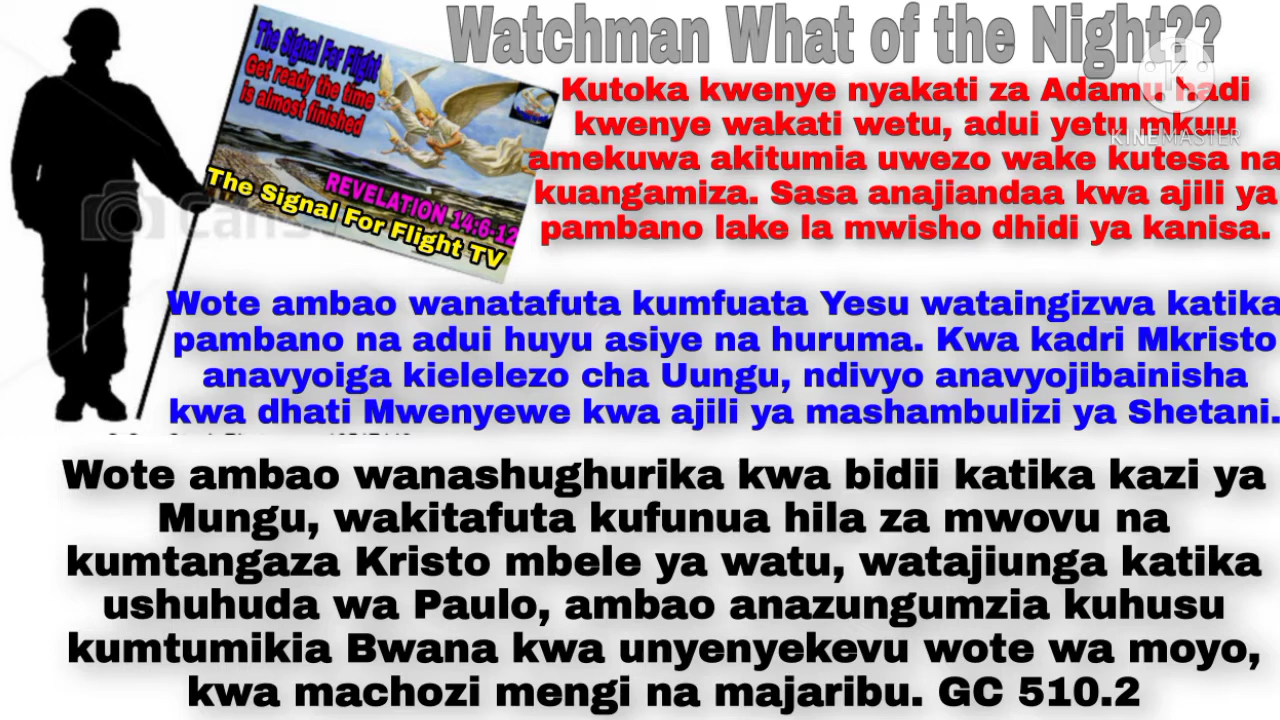 Watchman What of the Night??
The Signal For Flight
Get ready the time
is almost finished
REVELATION 14:6-12
The Signal For Flight TV
KINEMASTER
Kutoka kwenye nyakati za Adamu hadi
kwenye wakati wetu, adui yetu mkuu
amekuwa akitumia uwezo wake kutesa na
kuangamiza. Sasa anajiandaa kwa ajili ya
pambano lake la mwisho dhidi ya kanisa.
Wote ambao wanatafuta kumfuata Yesu wataingizwa katika
pambano na adui huyu asiye na huruma. Kwa kadri Mkristo
anavyoiga kielelezo cha Uungu, ndivyo anavyojibainisha
kwa dhati Mwenyewe kwa ajili ya mashambulizi ya Shetani.
Wote ambao wanashughurika kwa bidii katika kazi ya
Mungu, wakitafuta kufunua hila za mwovu na
kumtangaza Kristo mbele ya watu, watajiunga katika
ushuhuda wa Paulo, ambao anazungumzia kuhusu
kumtumikia Bwana kwa unyenyekevu wote wa moyo,
kwa machozi mengi na majaribu. GC 510.2